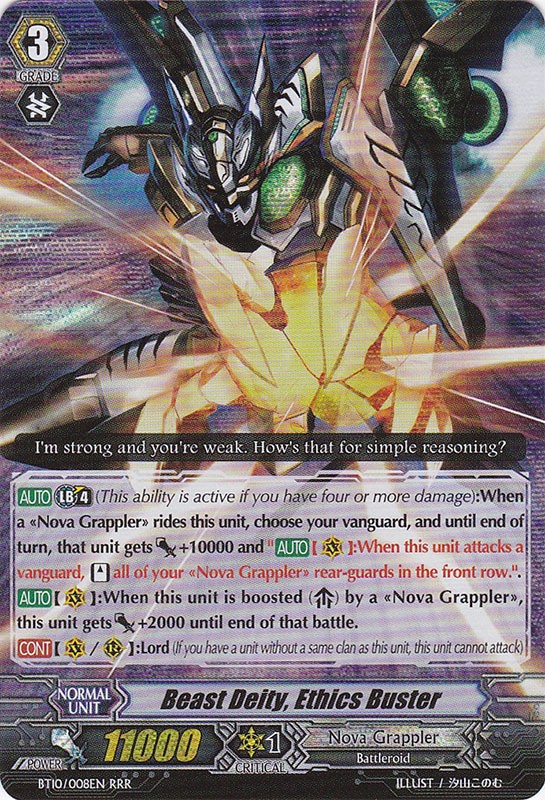 3
GRADE
I'm strong and you're weak. How's that for simple reasoning?
AUTO LB 4 (This ability is active if you have four or more damage):When
a «Nova Grappler» rides this unit, choose your vanguard, and until end of
turn, that unit gets +10000 and "AUTO[ ]:When this unit attacks a
vanguard, all of your «Nova Grappler» rear-guards in the front row.".
AUTO[ ]:When this unit is boosted ( ) by a «Nova Grappler»,
this unit gets +2000 until end of that battle.
CONT[ / ]:Lord (If you have a unit without a same clan as this unit, this unit cannot attack)
NORMAL
UNIT
Beast Deity, Ethics Buster
POWER
11000
1
CRITICAL
Nova Grappler
Battleroid
BT10/008EN RRR
ILLUST / 汐山このむ